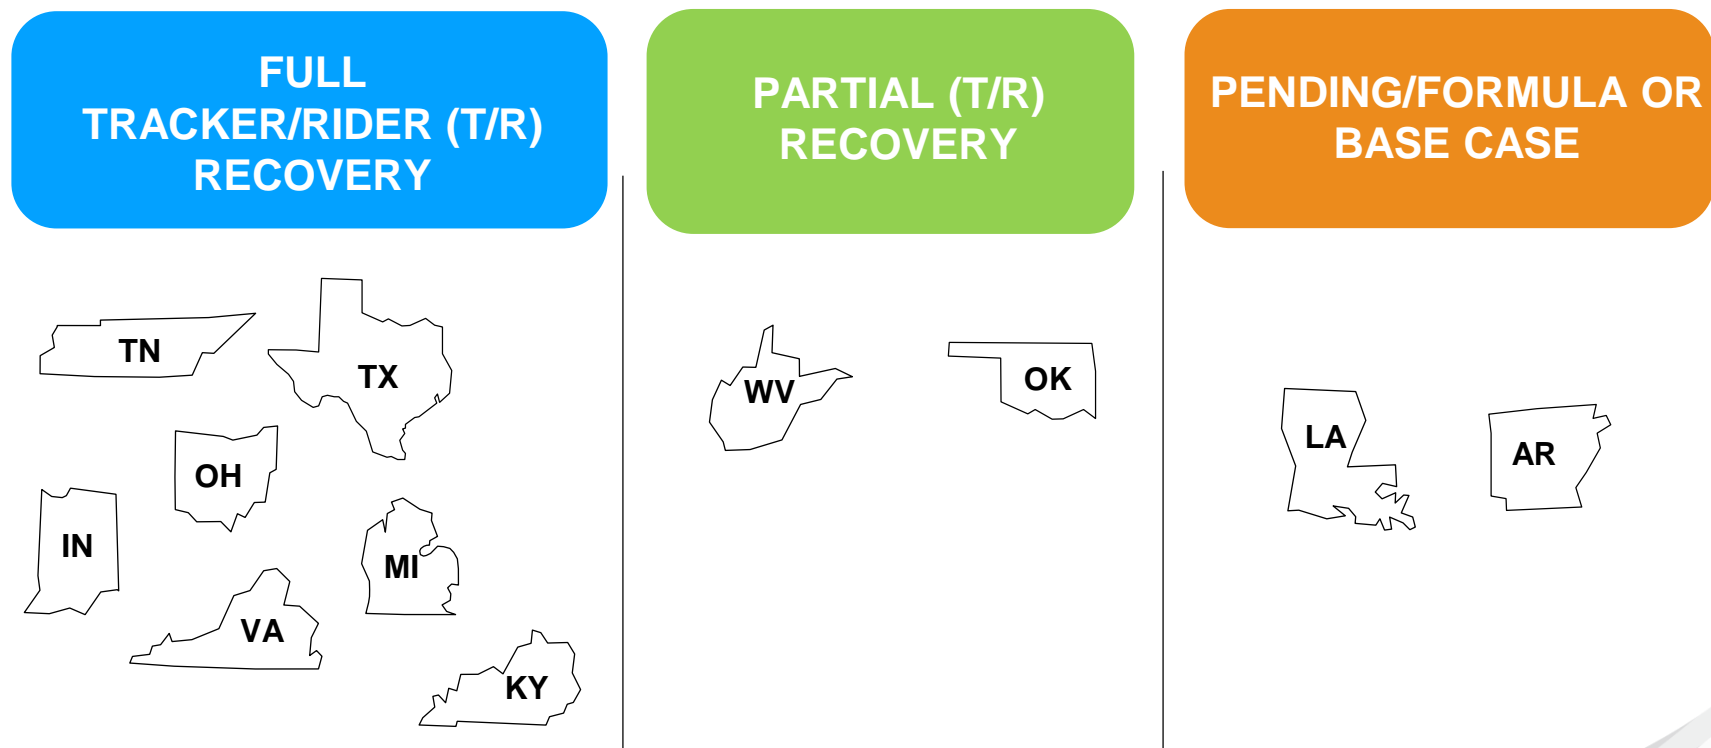 FULL
TRACKER/RIDER (T/R)
RECOVERY
PARTIAL (T/R)
RECOVERY
PENDING/FORMULA OR
BASE CASE
TN
TX
OH
IN
MI
VA
KY
WV
OK
LA
AR